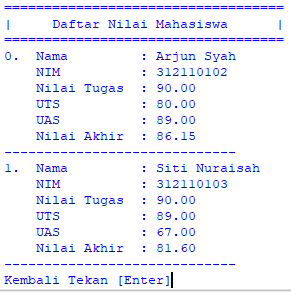 ==================================
|     Daftar Nilai Mahasiswa      |
==================================
0.  Nama         : Arjun Syah
    NIM          : 312110102
    Nilai Tugas  : 90.00
    UTS          : 80.00
    UAS          : 89.00
    Nilai Akhir  : 86.15
----------------------------
1.  Nama         : Siti Nuraisah
    NIM          : 312110103
    Nilai Tugas  : 90.00
    UTS          : 89.00
    UAS          : 67.00
    Nilai Akhir  : 81.60
----------------------------
Kembali Tekan [Enter]